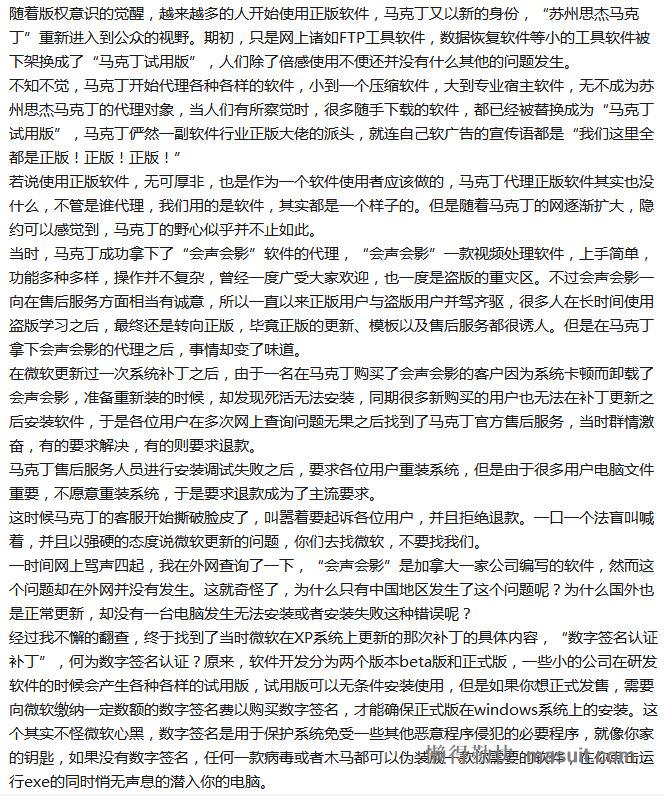 随着版权意识的觉醒，越来越多的人开始使用正版软件，马克丁又以新的身份，“苏州思杰马克
丁”重新进入到公众的视野。期初，只是网上诸如FTP工具软件，数据恢复软件等小的工具软件被
下架换成了“马克丁试用版”，人们除了倍感使用不便还并没有什么其他的问题发生。
不知不觉，马克丁开始代理各种各样的软件，小到一个压缩软件，大到专业宿主软件，无不成为苏
州思杰马克丁的代理对象，当人们有所察觉时，很多随手下载的软件，都已经被替换成为“马克丁
试用版”，马克丁俨然一副软件行业正版大佬的派头，就连自己软广告的宣传语都是“我们这里全
都是正版！正版！正版！”
若说使用正版软件，无可厚非，也是作为一个软件使用者应该做的，马克丁代理正版软件其实也没
什么，不管是谁代理，我们用的是软件，其实都是一个样子的。但是随着马克丁的网逐渐扩大，隐
约可以感觉到，马克丁的野心似乎并不止如此。
当时，马克丁成功拿下了“会声会影”软件的代理，“会声会影”一款视频处理软件，上手简单，
功能多种多样，操作并不复杂，曾经一度广受大家欢迎，也一度是盗版的重灾区。不过会声会影一
向在售后服务方面相当有诚意，所以一直以来正版用户与盗版用户并驾齐驱，很多人在长时间使用
盗版学习之后，最终还是转向正版，毕竟正版的更新、模板以及售后服务都很诱人。但是在马克丁
拿下会声会影的代理之后，事情却变了味道。
在微软更新过一次系统补丁之后，由于一名在马克丁购买了会声会影的客户因为系统卡顿而卸载了
会声会影，准备重新装的时候，却发现死活无法安装，同期很多新购买的用户也无法在补丁更新之
后安装软件，于是各位用户在多次网上查询问题无果之后找到了马克丁官方售后服务，当时群情激
奋，有的要求解决，有的则要求退款。
马克丁售后服务人员进行安装调试失败之后，要求各位用户重装系统，但是由于很多用户电脑文件
重要，不愿意重装系统，于是要求退款成为了主流要求。
这时候马克丁的客服开始撕破脸皮了，叫嚣着要起诉各位用户，并且拒绝退款。一口一个法盲叫喊
着，并且以强硬的态度说微软更新的问题，你们去找微软，不要找我们。
一时间网上骂声四起，我在外网查询了一下，“会声会影”是加拿大一家公司编写的软件，然而这
个问题却在外网并没有发生。这就奇怪了，为什么只有中国地区发生了这个问题呢？为什么国外也
是正常更新，却没有一台电脑发生无法安装或者安装失败这种错误呢？
经过我不懈的翻查，终于找到了当时微软在XP系统上更新的那次补丁的具体内容，“数字签名认证
补丁”，何为数字签名认证？原来，软件开发分为两个版本beta版和正式版，一些小的公司在研发
软件的时候会产生各种各样的试用版，试用版可以无条件安装使用，但是如果你想正式发售，需要
向微软缴纳一定数额的数字签名费以购买数字签名，才能确保正式版在windows系统上的安装。这
个其实不怪微软心黑，数字签名是用于保护系统免受一些其他恶意程序侵犯的必要程序，就像你家
的钥匙，如果没有数字签名，任何一款病毒或者木马都可以伪装成一款你需要的软件，在你点击运
行exe的同时悄无声息的潜入你的电脑。
懒得勤快 masuit.com